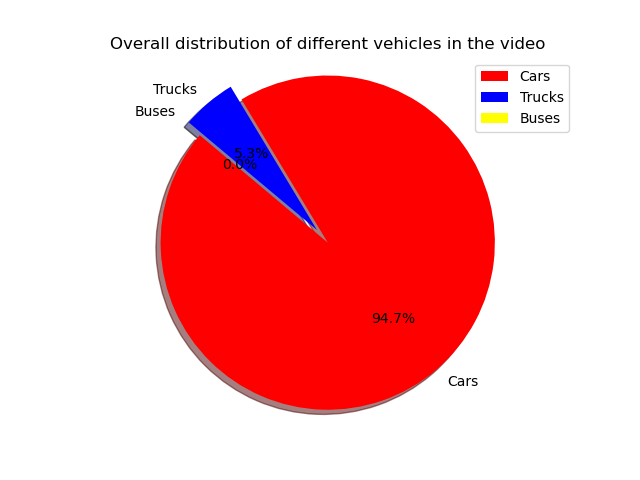 Overall distribution of different vehicles in the video
Cars
Trucks
Buses
Trucks
Buses
5.3%
0.0%
94.7%
Cars